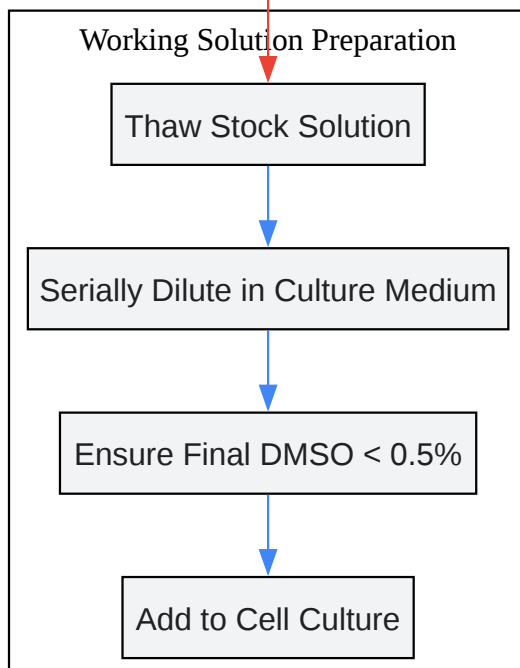 Working Solution Preparation
Thaw Stock Solution
Serially Dilute in Culture Medium
Ensure Final DMSO < 0.5%
Add to Cell Culture